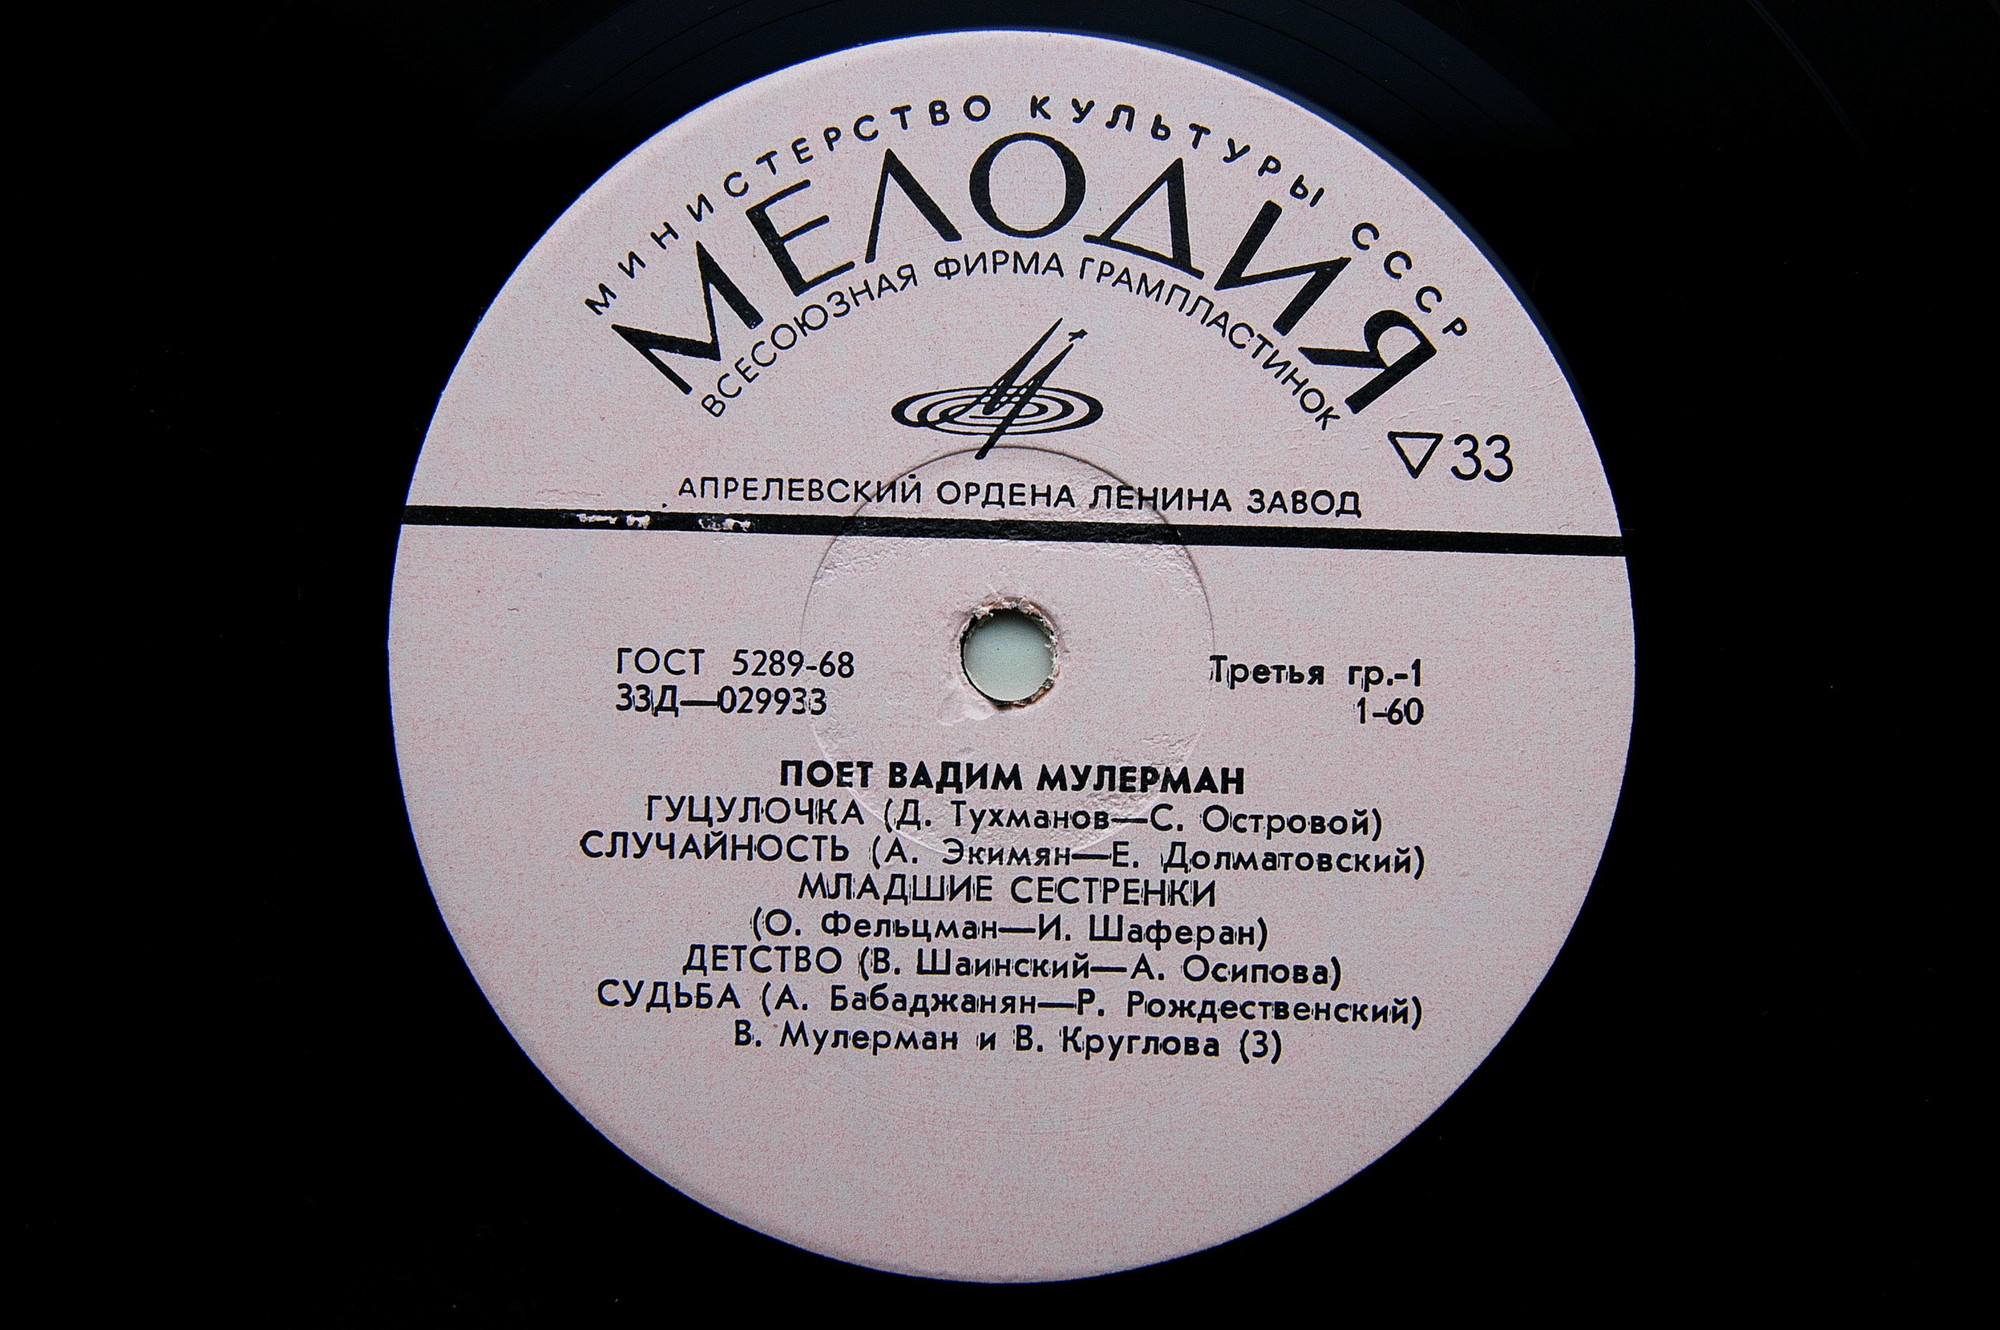 МИНИСТЕРСТВО КУЛЬТУРЫ СССР
МЕЛОДИЯ
ВСЕСОЮЗНАЯ ФИРМА ГРАМПЛАСТИНОК
33
АПРЕЛЕВСКИЙ ОРДЕНА ЛЕНИНА ЗАВОД
ГОСТ 5289-68
Третья гр.-1
33Д—029933
1-60
ПОЕТ ВАДИМ МУЛЕРМАН
ГУЦУЛОЧКА (Д. Тухманов—С. Островой)
СЛУЧАЙНОСТЬ (А. Экимян—Е. Долматовский)
МЛАДШИЕ СЕСТРЕНКИ
(О. Фельцман—И. Шаферан)
ДЕТСТВО (В. Шаинский—А. Осипова)
СУДЬБА (А. Бабаджанян—Р. Рождественский)
В. Мулерман и В. Круглова (3)